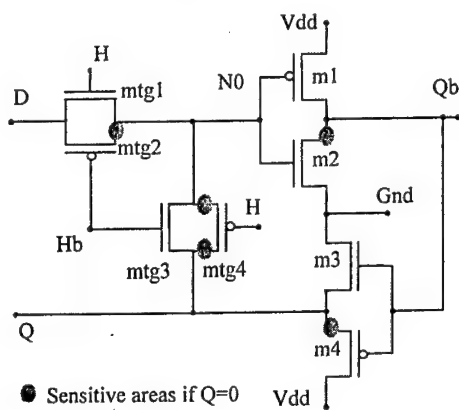 Vdd
H
mtg1
N0
m1
Qb
D
mtg2
m2
Gnd
H
Hb
mtg3
mtg4
m3
Q
m4
Sensitive areas if Q=0
Vdd